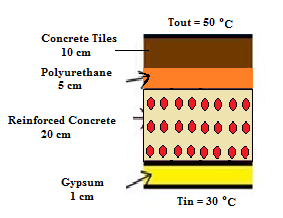 Tout = 50 °C
Concrete Tiles
10 cm
Polyurethane
5 cm
Reinforced Concrete
20 cm
Gypsum
1 cm
Tin = 30 °C